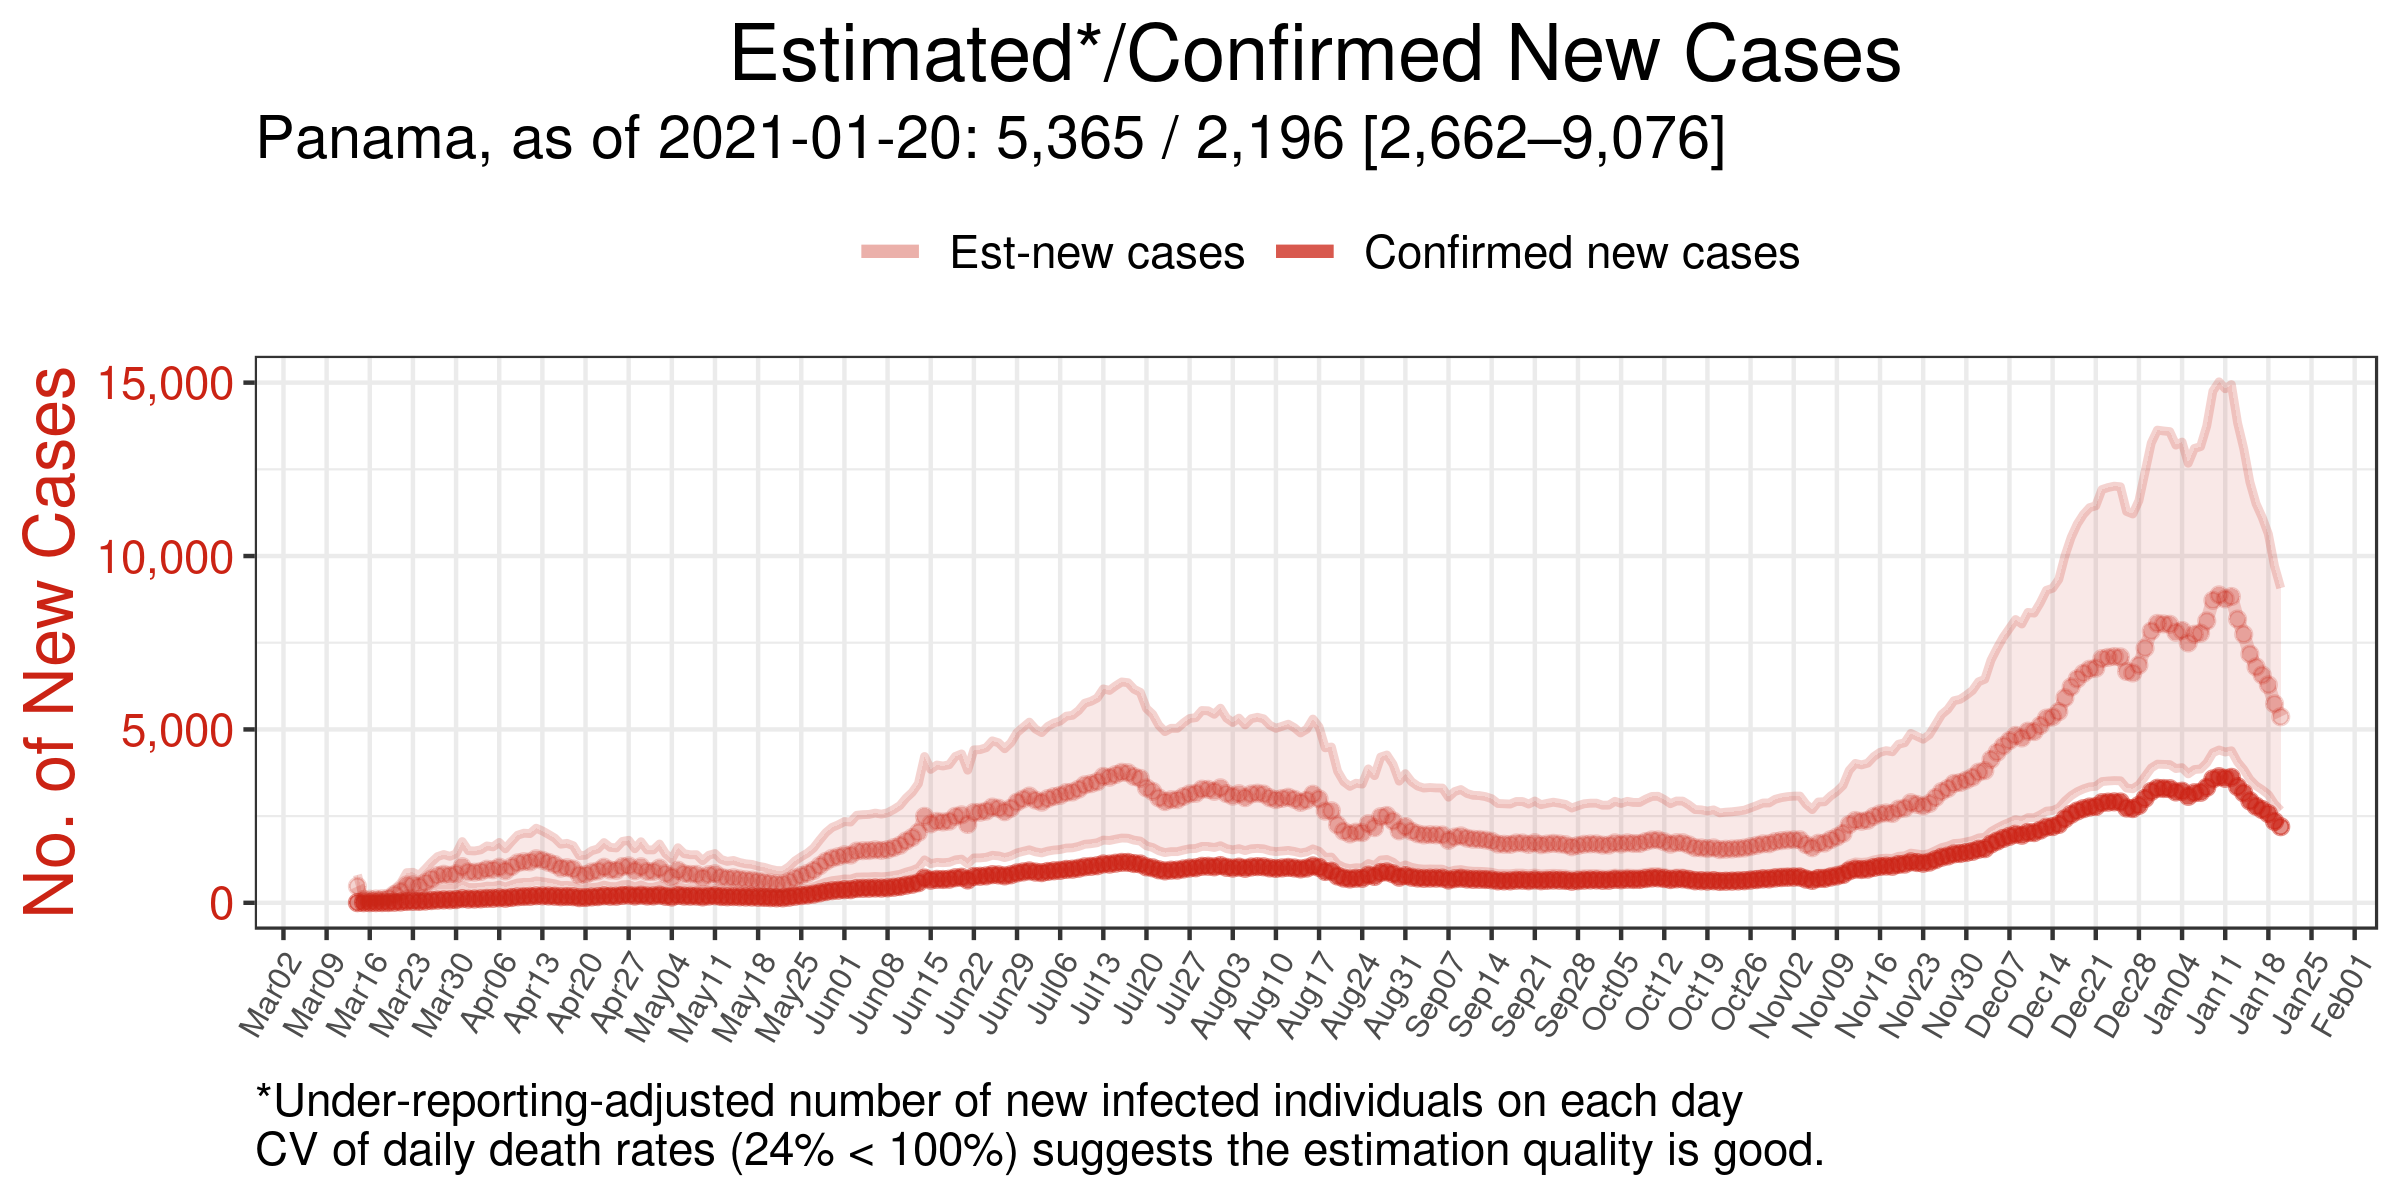 Estimated*/Confirmed New Cases
Panama, as of 2021-01-20: 5,365 / 2,196 [2,662–9,076]
Est-new cases
Confirmed new cases
No. of New Cases
15,000
10,000
5,000
0
Mar02
Mar09
Mar16
Mar23
Mar30
Apr06
Apr13
Apr20
Apr27
May04
May11
May18
May25
Jun01
Jun08
Jun15
Jun22
Jun29
Jul06
Jul13
Jul20
Jul27
Aug03
Aug10
Aug17
Aug24
Aug31
Sep07
Sep14
Sep21
Sep28
Oct05
Oct12
Oct19
Oct26
Nov02
Nov09
Nov16
Nov23
Nov30
Dec07
Dec14
Dec21
Dec28
Jan04
Jan11
Jan18
Jan25
Feb01
*Under-reporting-adjusted number of new infected individuals on each day
CV of daily death rates (24% < 100%) suggests the estimation quality is good.